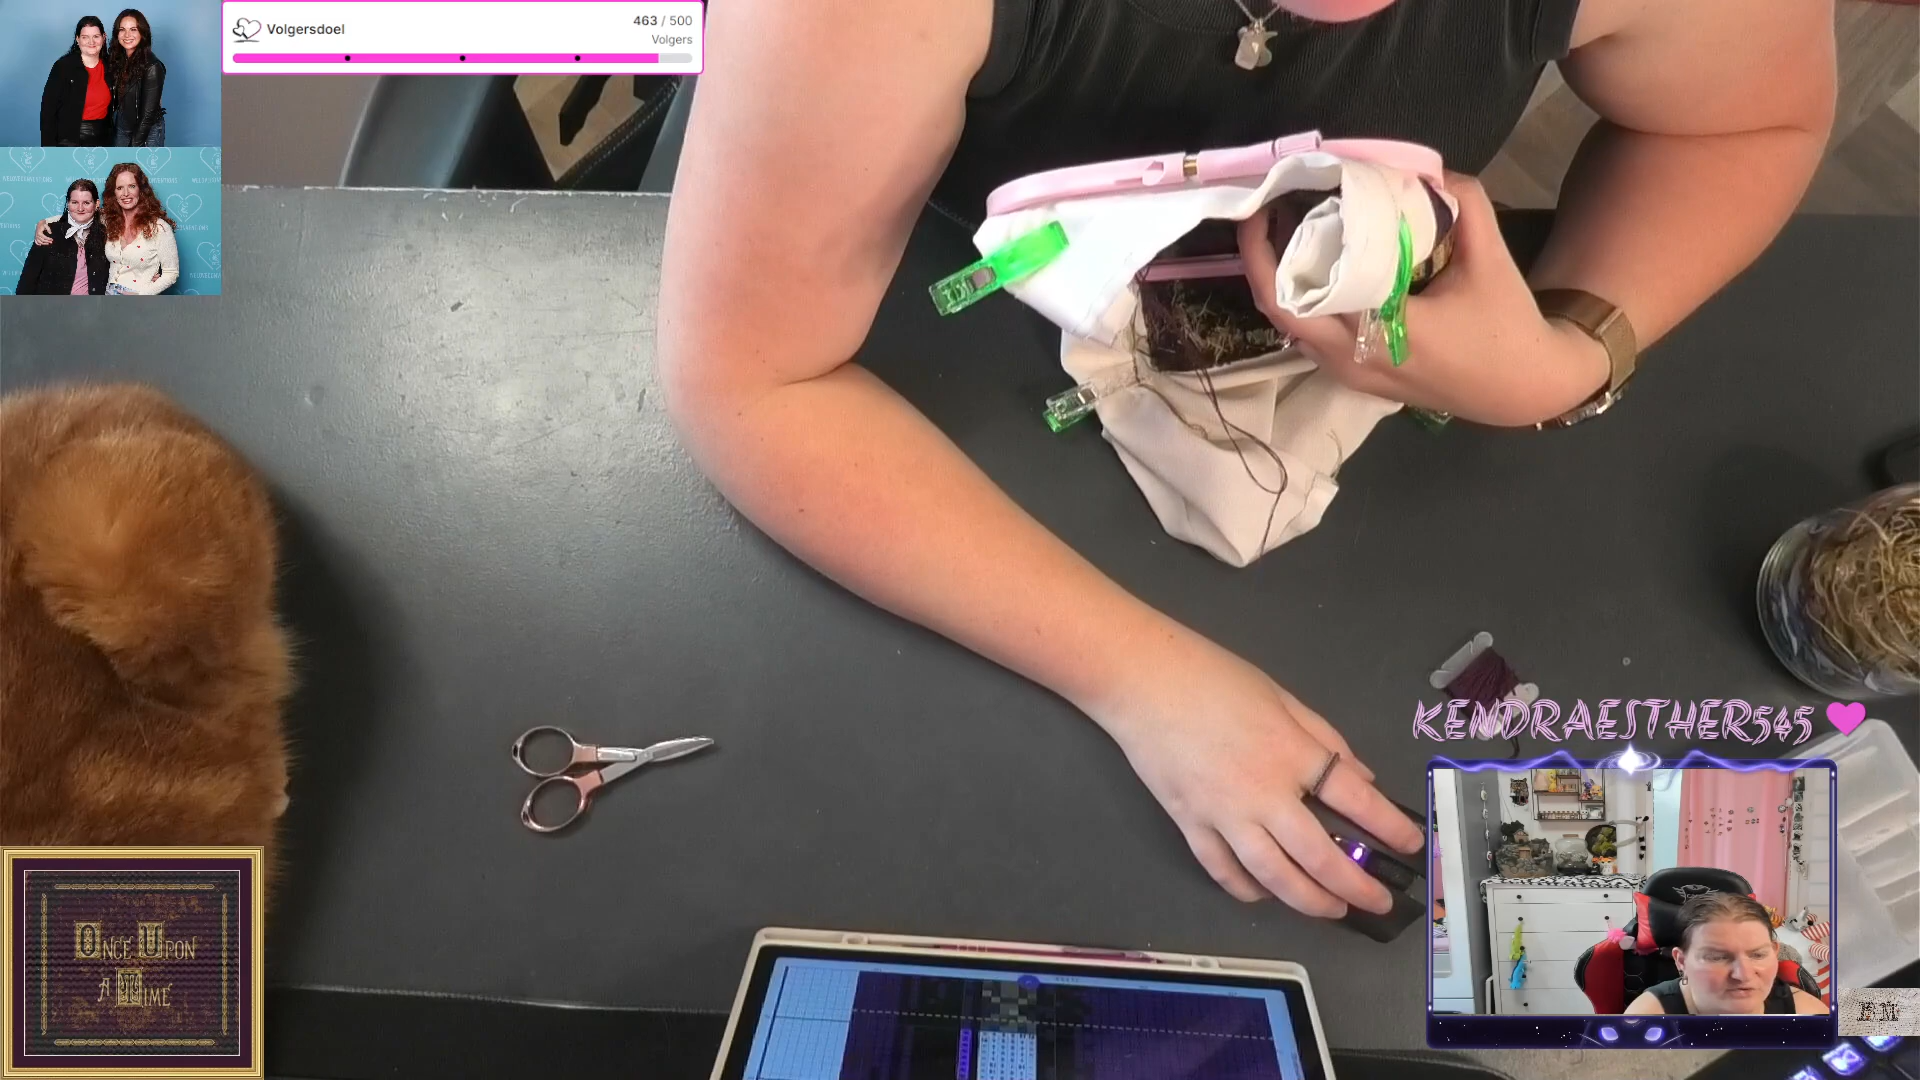 Volgersdoel
463 / 500
Volgers
KENDRAESTHER545
ONCE UPON
A TIME